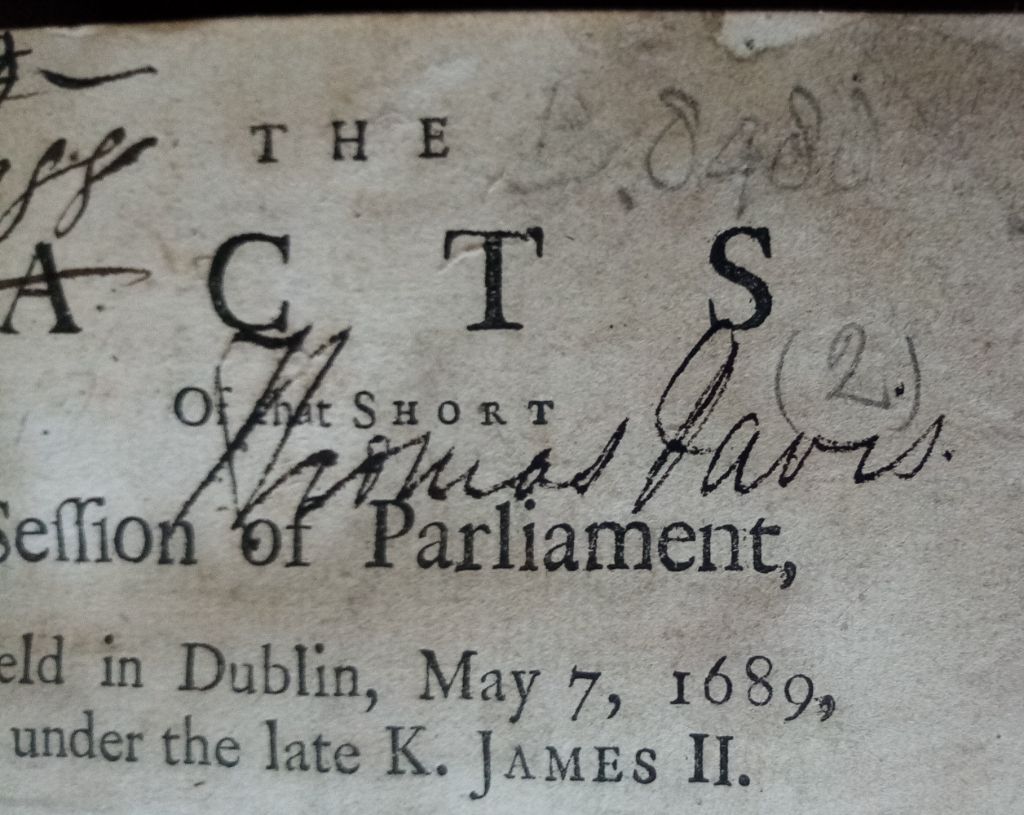 THE
ACTS
Of that SHORT
Thomas Davis.
(2.)
Seſſion of Parliament,
eld in Dublin, May 7, 1689,
under the late K. JAMES II.